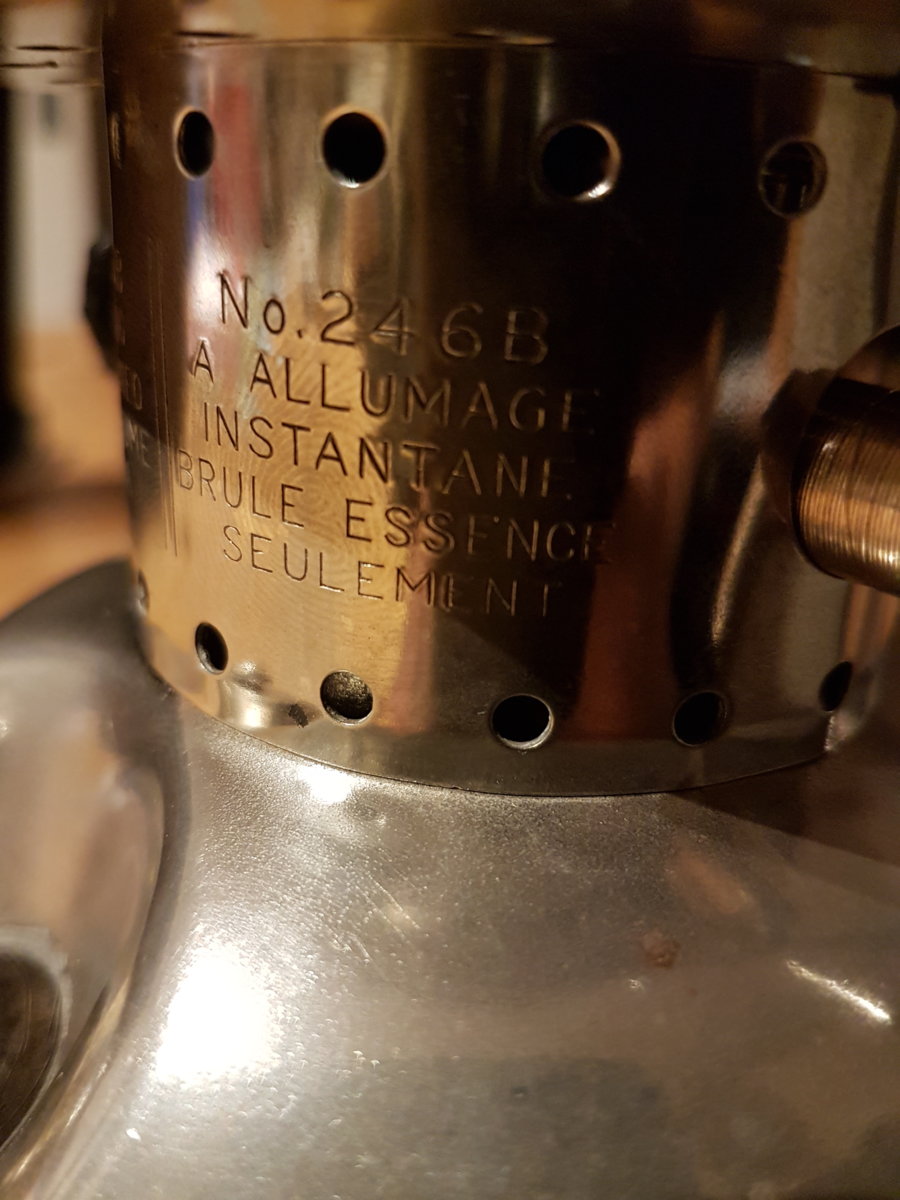 No. 246B
A ALLUMAGE
INSTANTANE
BRULE ESSENCE
SEULEMENT